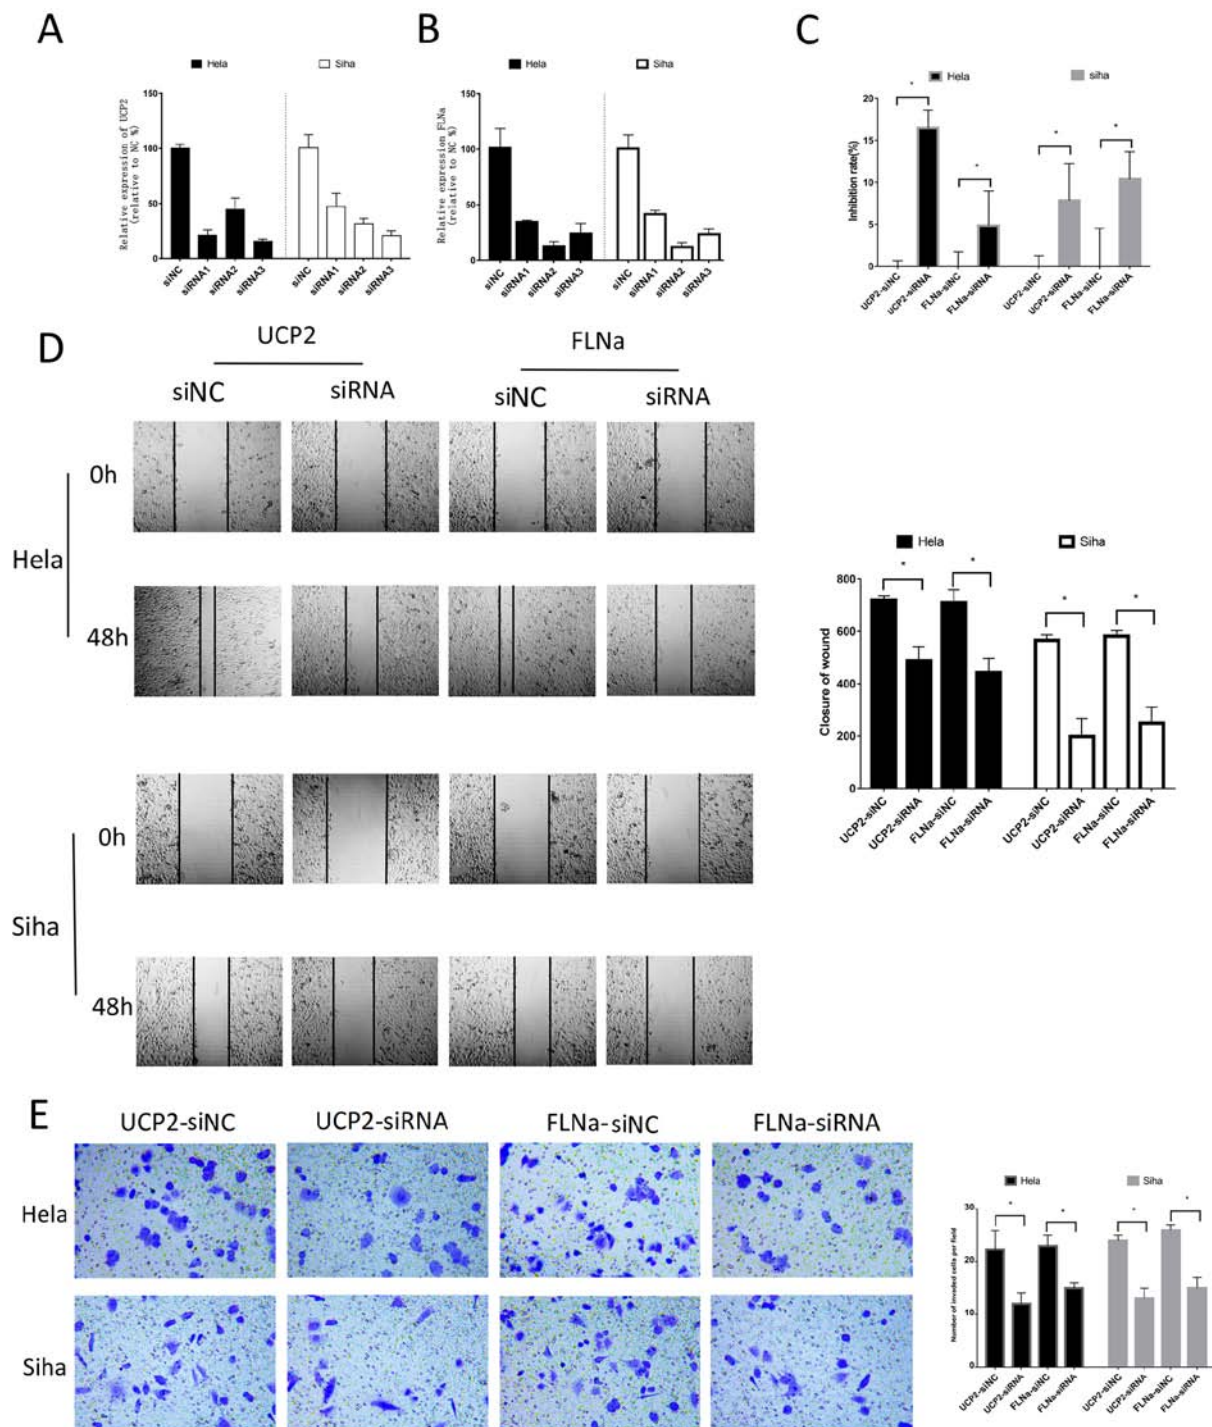 A
Hela
Siha
Relative expression of UCP2
(relative to NC %)
150
100
50
0
siNC
siRNA1
siRNA2
siRNA3
siNC
siRNA1
siRNA2
siRNA3
B
Hela
Siha
Relative expression FLNa
(relative to NC %)
150
100
50
0
siNC
siRNA1
siRNA2
siRNA3
siNC
siRNA1
siRNA2
siRNA3
C
Hela
siha
Inhibition rate(%)
20
15
10
5
0
*
*
*
*
UCP2-siNC
UCP2-siRNA
FLNa-siNC
FLNa-siRNA
UCP2-siNC
UCP2-siRNA
FLNa-siNC
FLNa-siRNA
D
UCP2
FLNa
siNC
siRNA
siNC
siRNA
Hela
0h
48h
Siha
0h
48h
Hela
Siha
Closure of wound
800
600
400
200
0
*
*
*
*
UCP2-siNC
UCP2-siRNA
FLNa-siNC
FLNa-siRNA
UCP2-siNC
UCP2-siRNA
FLNa-siNC
FLNa-siRNA
E
UCP2-siNC
UCP2-siRNA
FLNa-siNC
FLNa-siRNA
Hela
Siha
Hela
Siha
Number of invaded cells per field
30
20
10
0
*
*
*
*
UCP2-siNC
UCP2-siRNA
FLNa-siNC
FLNa-siRNA
UCP2-siNC
UCP2-siRNA
FLNa-siNC
FLNa-siRNA